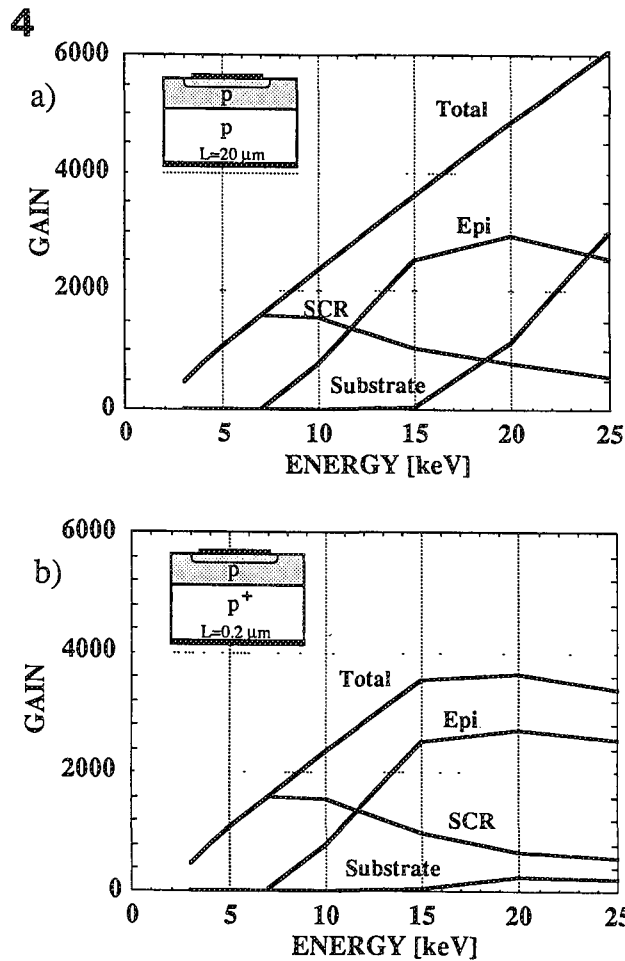 4
a)
6000
4000
2000
0
GAIN
p
p
L=20 µm
Total
Epi
SCR
Substrate
0 5 10 15 20 25
ENERGY [keV]
b)
6000
4000
2000
0
GAIN
p
p+
L=0.2 µm
Total
Epi
SCR
Substrate
5 10 15 20 25
ENERGY [keV]